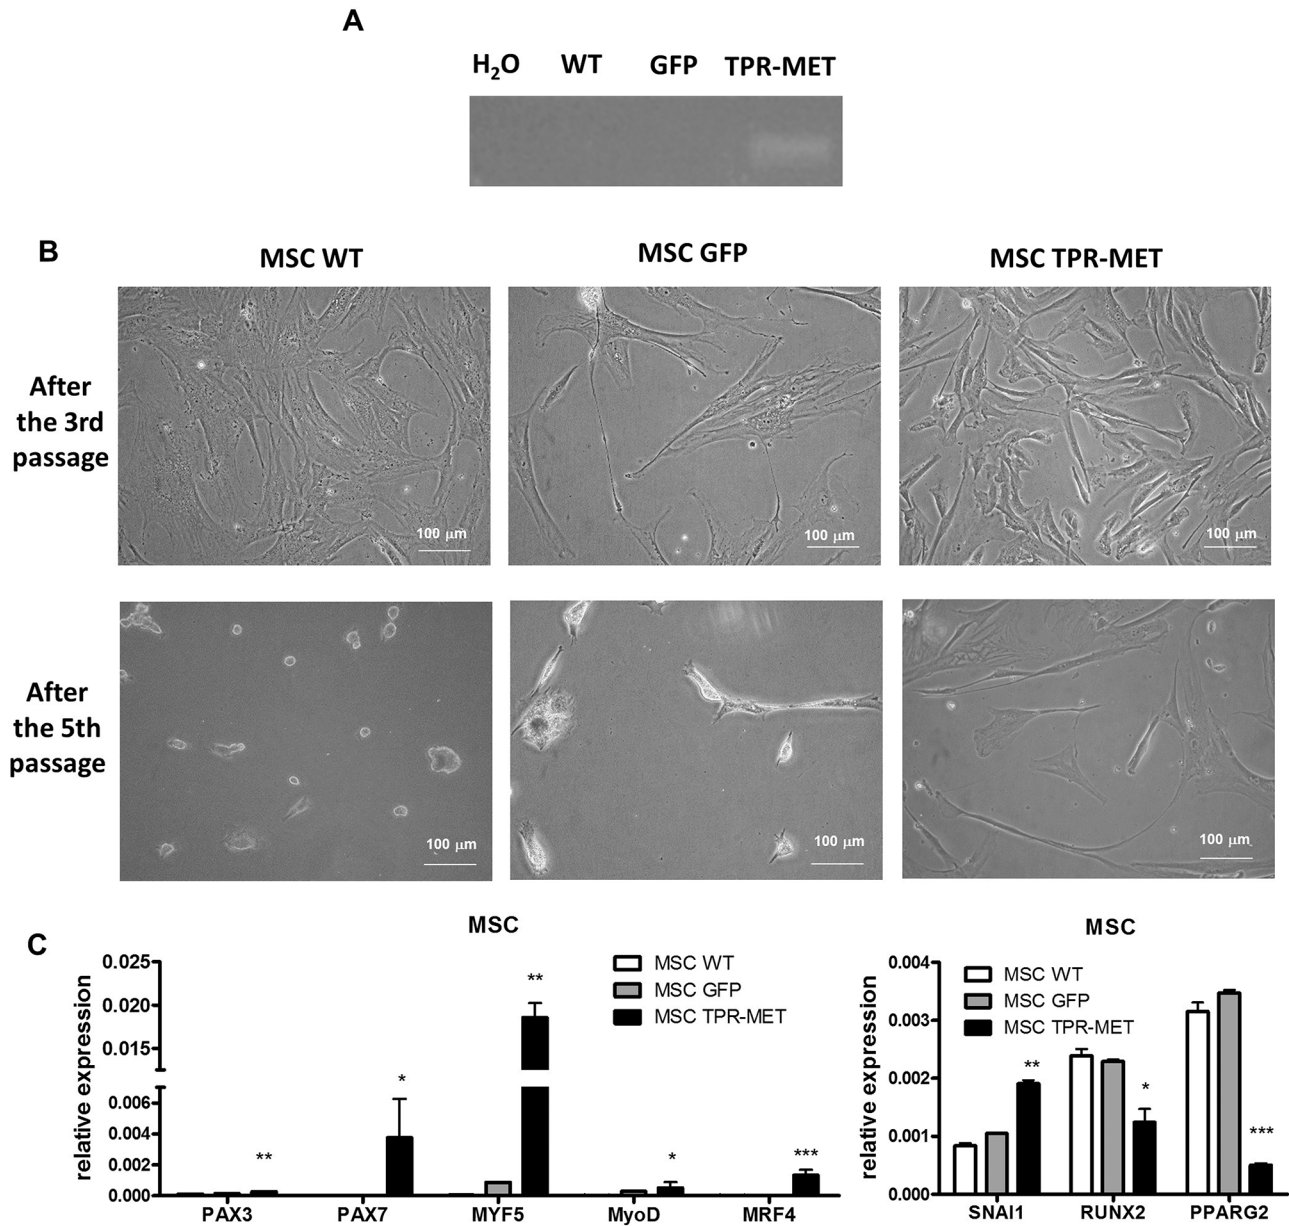 A
H₂O WT GFP TPR-MET
B
MSC WT MSC GFP MSC TPR-MET
After
the 3rd
passage
100 µm 100 µm 100 µm
After
the 5th
passage
100 µm 100 µm 100 µm
C
MSC
relative expression
0.025
0.020
0.015
0.006
0.004
0.002
0.000
MSC WT
MSC GFP
MSC TPR-MET
** * ** * ***
PAX3 PAX7 MYF5 MyoD MRF4
MSC
relative expression
0.004
0.003
0.002
0.001
0.000
MSC WT
MSC GFP
MSC TPR-MET
** * ***
SNAI1 RUNX2 PPARG2